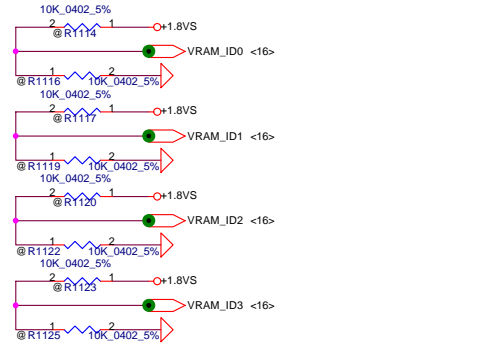 10K_0402_5%
2 1 +1.8VS
@ R1114
VRAM_ID0 <16>
1 2
@ R1116 10K_0402_5%
10K_0402_5%
2 1 +1.8VS
@ R1117
VRAM_ID1 <16>
1 2
@ R1119 10K_0402_5%
10K_0402_5%
2 1 +1.8VS
@ R1120
VRAM_ID2 <16>
1 2
@ R1122 10K_0402_5%
10K_0402_5%
2 1 +1.8VS
@ R1123
VRAM_ID3 <16>
1 2
@ R1125 10K_0402_5%